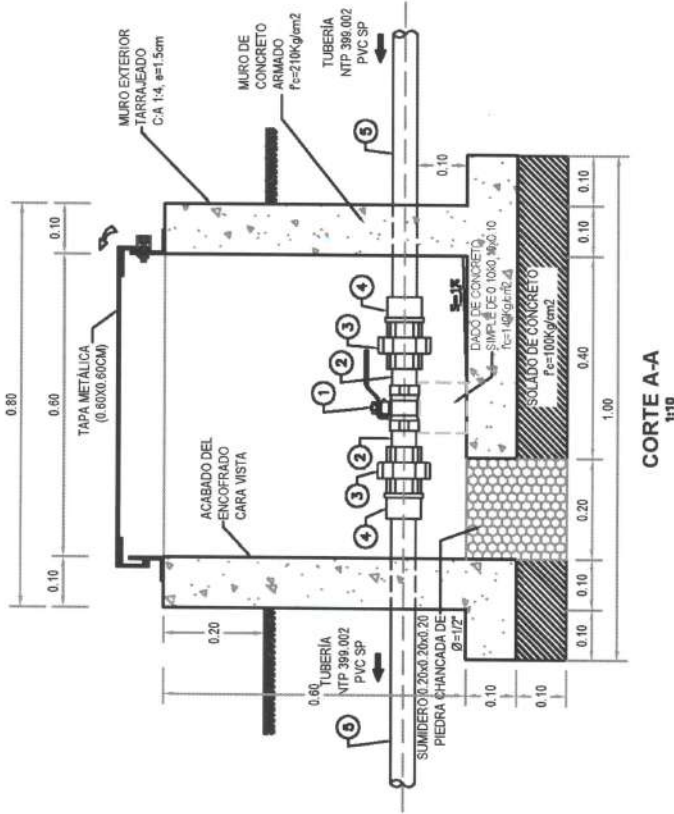 0.80
0.10
0.60
0.10
TAPA METÁLICA
(0.60X0.60CM)
MURO EXTERIOR
TARRAJEADO
C:A 1:4, e=1.5cm
ACABADO DEL
ENCOFRADO
CARA VISTA
MURO DE
CONCRETO
ARMADO
f'c=210Kg/cm2
0.20
0.60
TUBERÍA
NTP 399.002
PVC SP
TUBERÍA
NTP 399.002
PVC SP
5
4
3
2
1
2
3
4
5
0.10
SUMIDERO 0.20x0.20x0.20
PIEDRA CHANCADA DE
Ø=1/2"
S=1%
DADO DE CONCRETO
SIMPLE DE 0.10x0.10x0.10
f'c=140Kg/cm2
SOLADO DE CONCRETO
f'c=100Kg/cm2
0.10
0.10
0.10
0.10
0.20
0.40
0.10
0.10
1.00
CORTE A-A
1:10